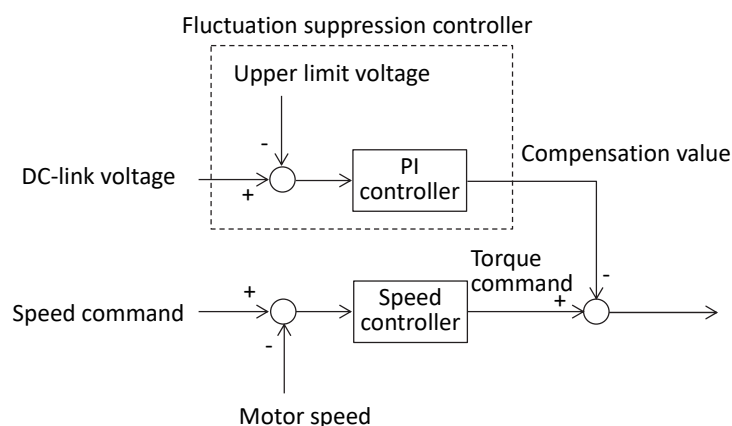 Fluctuation suppression controller
Upper limit voltage
-
DC-link voltage
+
PI
controller
Compensation value
Torque
command
-
+
Speed command
+
-
Speed
controller
Motor speed